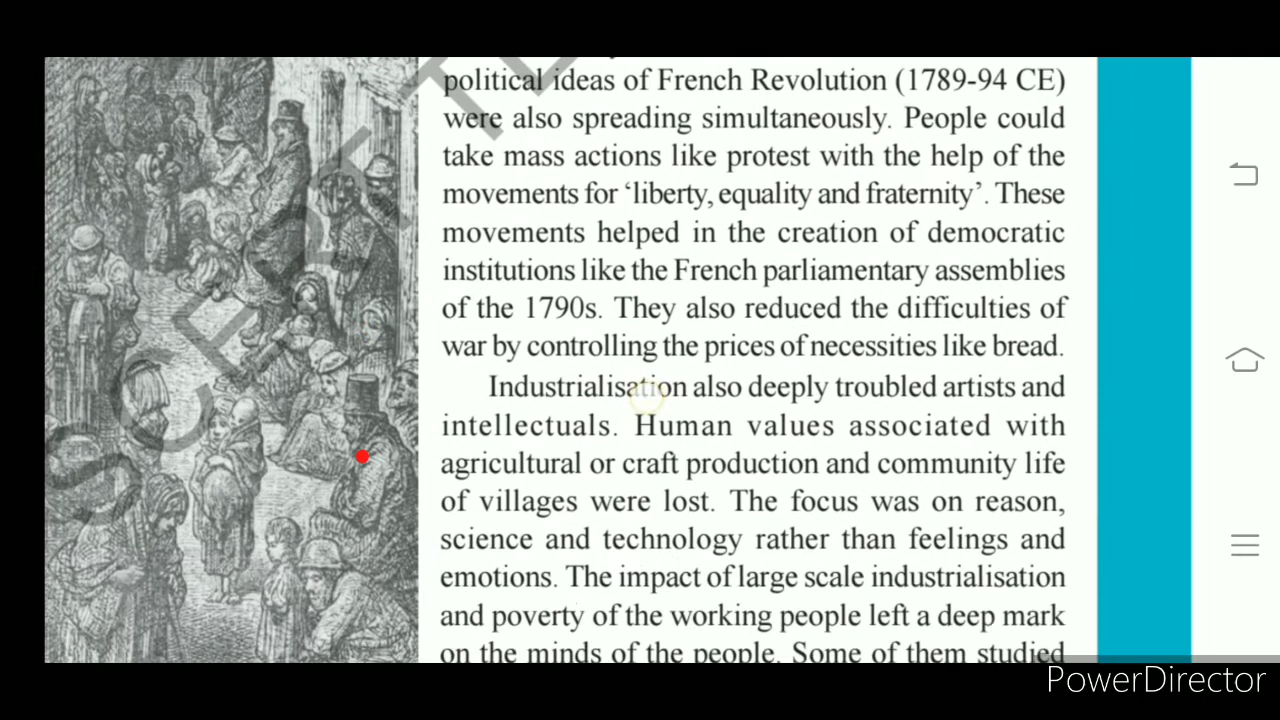 political ideas of French Revolution (1789-94 CE)
were also spreading simultaneously. People could
take mass actions like protest with the help of the
movements for ‘liberty, equality and fraternity’. These
movements helped in the creation of democratic
institutions like the French parliamentary assemblies
of the 1790s. They also reduced the difficulties of
war by controlling the prices of necessities like bread.
Industrialisation also deeply troubled artists and
intellectuals. Human values associated with
agricultural or craft production and community life
of villages were lost. The focus was on reason,
science and technology rather than feelings and
emotions. The impact of large scale industrialisation
and poverty of the working people left a deep mark
on the minds of the people. Some of them studied
SCERT TE
PowerDirector